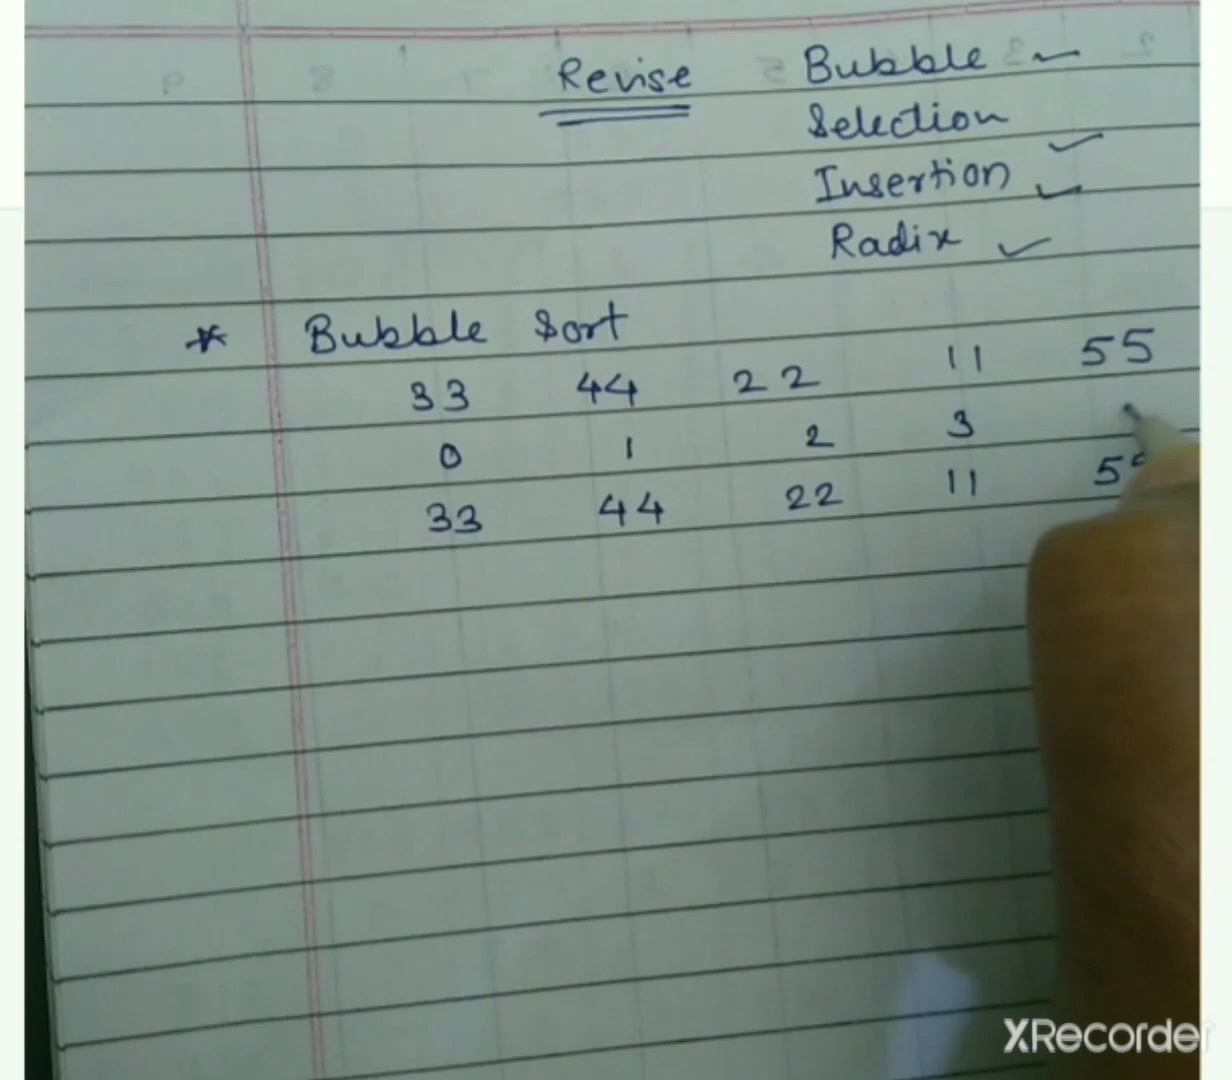 Revise Bubble
Selection
Insertion
Radix
* Bubble Sort
33 44 22 11 55
0 1 2 3
33 44 22 11 5
XRecorder